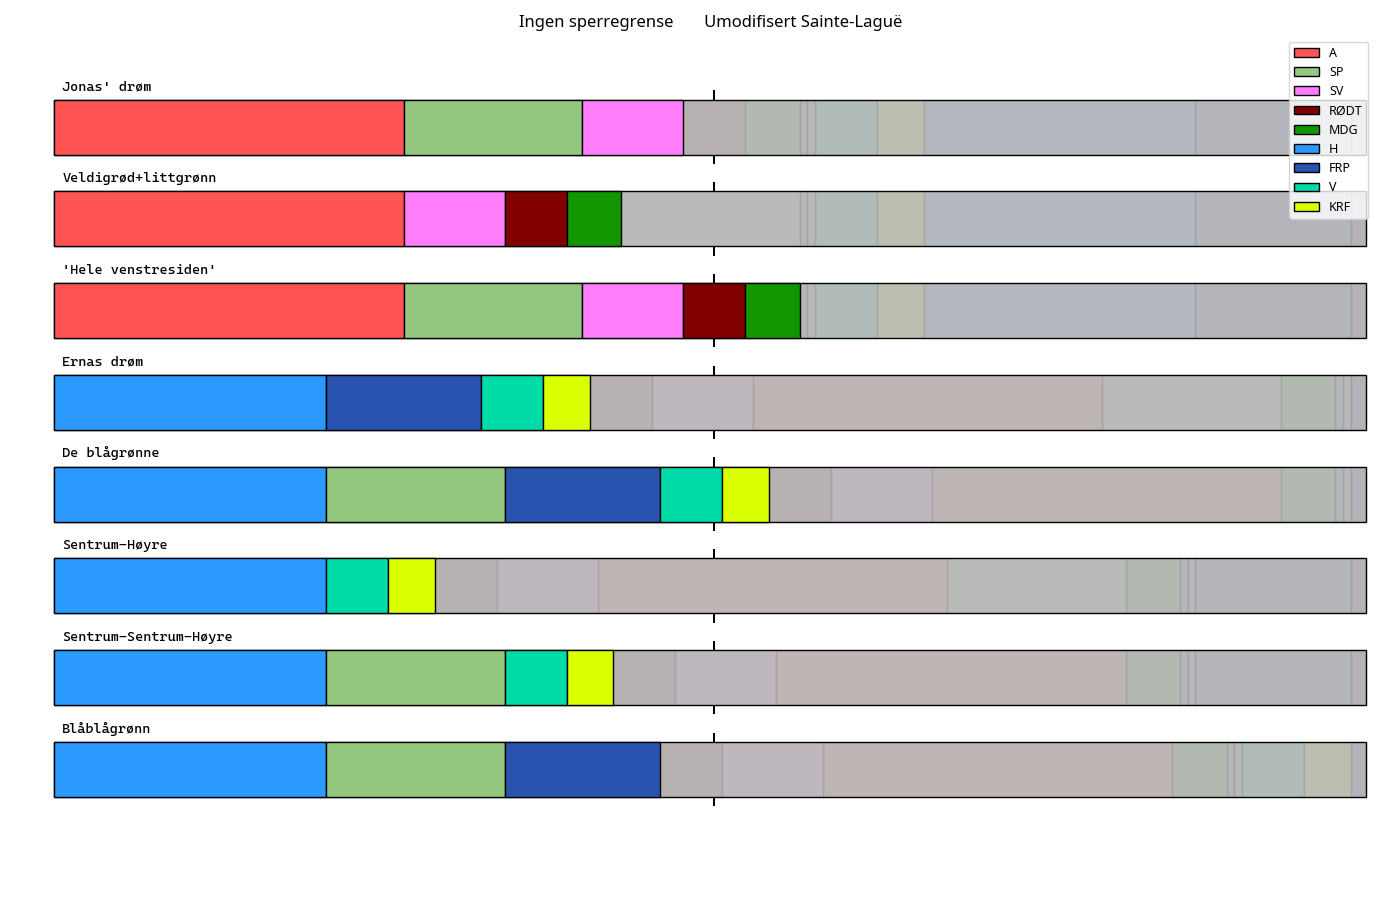 Ingen sperregrense Umodifisert Sainte-Laguë
A
SP
SV
RØDT
MDG
H
FRP
V
KRF
Jonas' drøm
Veldigrød+littgrønn
'Hele venstresiden'
Ernas drøm
De blågrønne
Sentrum-Høyre
Sentrum-Sentrum-Høyre
Blåblågrønn